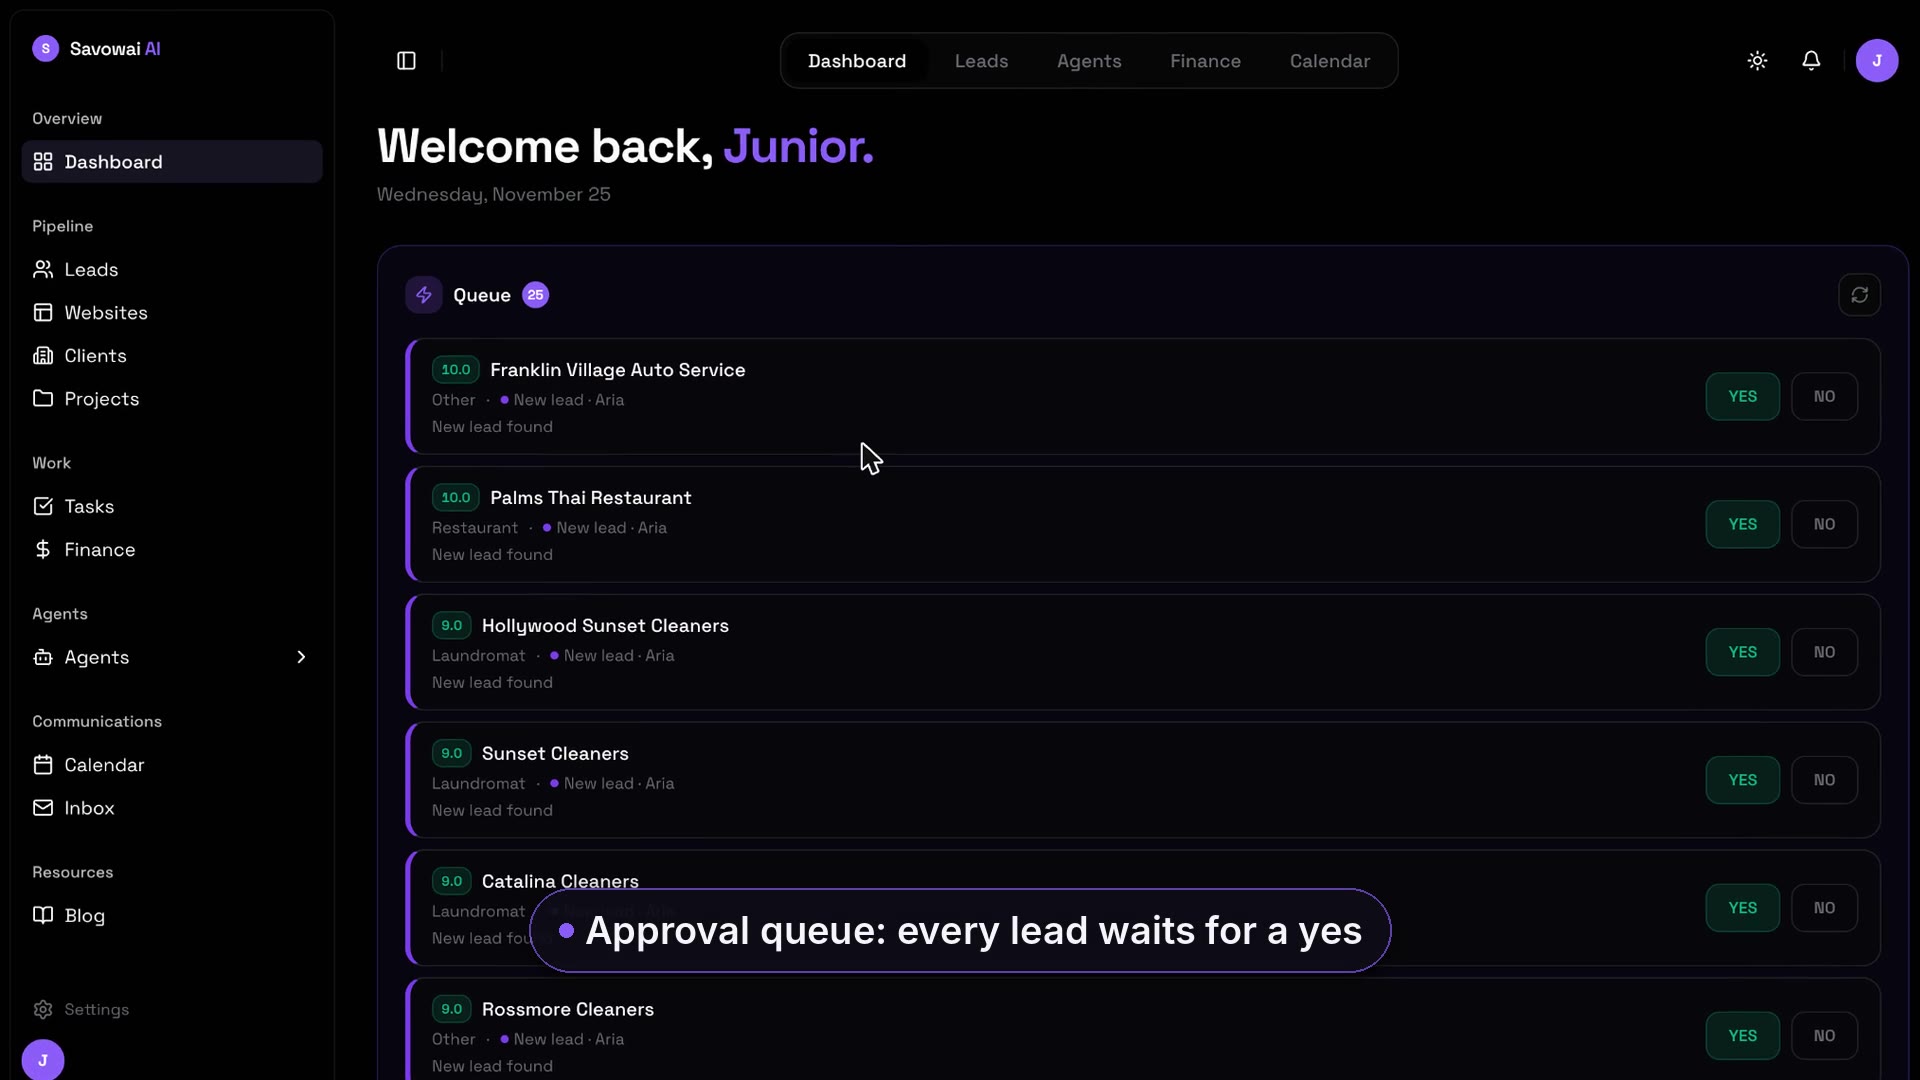 S Savowai AI
Overview
Dashboard
Pipeline
Leads
Websites
Clients
Projects
Work
Tasks
Finance
Agents
Agents
Communications
Calendar
Inbox
Resources
Blog
Settings
J
Dashboard Leads Agents Finance Calendar
J
Welcome back, Junior.
Wednesday, November 25
Queue 25
10.0 Franklin Village Auto Service
Other · New lead · Aria
New lead found
YES NO
10.0 Palms Thai Restaurant
Restaurant · New lead · Aria
New lead found
YES NO
9.0 Hollywood Sunset Cleaners
Laundromat · New lead · Aria
New lead found
YES NO
9.0 Sunset Cleaners
Laundromat · New lead · Aria
New lead found
YES NO
9.0 Catalina Cleaners
Laundromat
New lead
YES NO
Approval queue: every lead waits for a yes
9.0 Rossmore Cleaners
Other · New lead · Aria
New lead found
YES NO